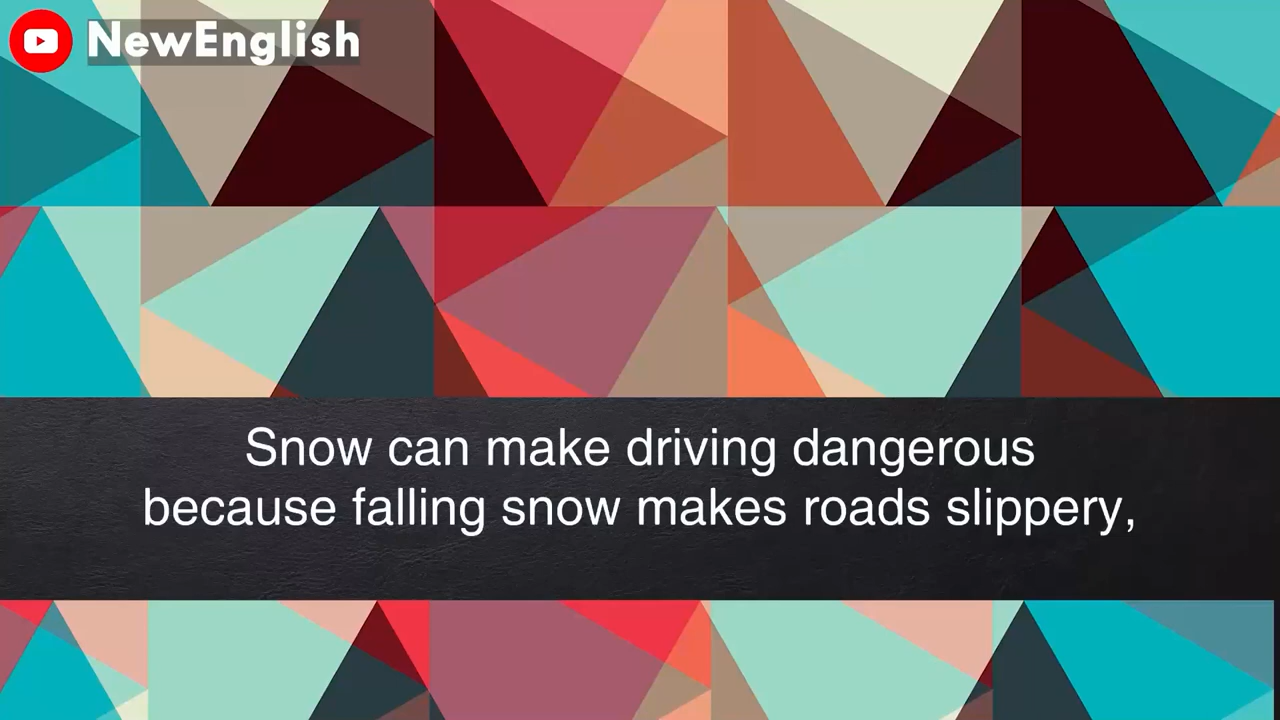 NewEnglish
Snow can make driving dangerous
because falling snow makes roads slippery,